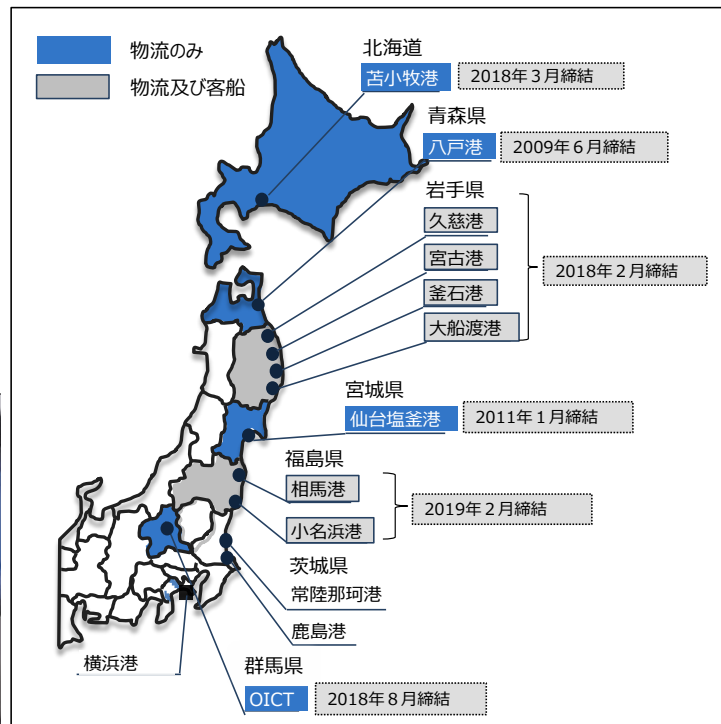 物流のみ
物流及び客船
北海道
苫小牧港
2018年3月締結
青森県
八戸港
2009年6月締結
岩手県
久慈港
宮古港
釜石港
大船渡港
2018年2月締結
宮城県
仙台塩釜港
2011年1月締結
福島県
相馬港
小名浜港
2019年2月締結
茨城県
常陸那珂港
鹿島港
横浜港
群馬県
OICT
2018年8月締結